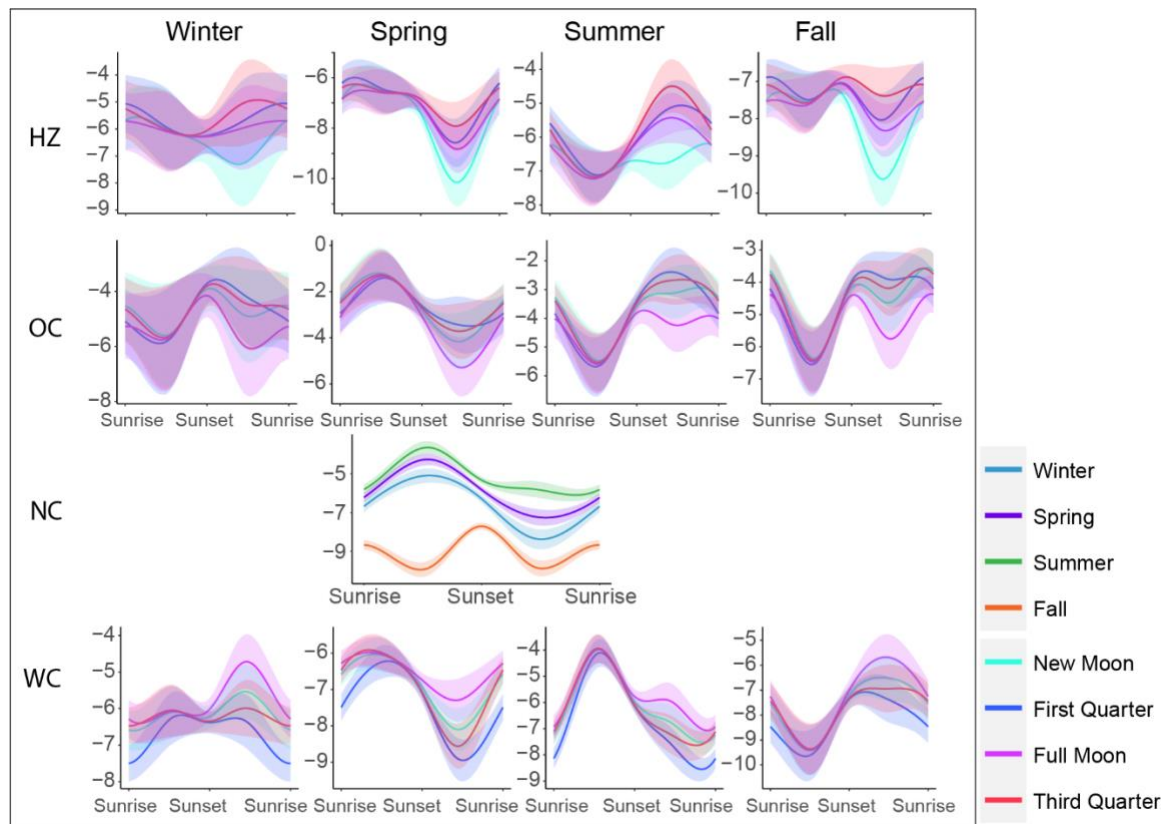 Winter Spring Summer Fall
HZ
−4 −5 −6 −7 −8 −9
−6 −8 −10
−4 −5 −6 −7 −8
−7 −8 −9 −10
OC
−4 −6 −8
0 −2 −4 −6
−2 −3 −4 −5 −6
−3 −4 −5 −6 −7
Sunrise Sunset Sunrise Sunrise Sunset Sunrise Sunrise Sunset Sunrise Sunrise Sunset Sunrise
NC
−5 −7 −9
Sunrise Sunset Sunrise
WC
−4 −5 −6 −7 −8
−6 −7 −8 −9
−4 −5 −6 −7 −8 −9
−5 −6 −7 −8 −9 −10
Sunrise Sunset Sunrise Sunrise Sunset Sunrise Sunrise Sunset Sunrise Sunrise Sunset Sunrise
Winter
Spring
Summer
Fall
New Moon
First Quarter
Full Moon
Third Quarter